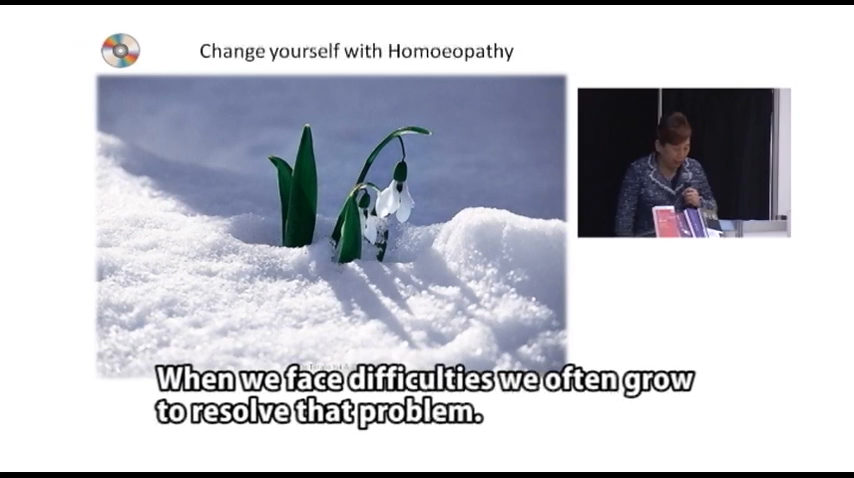 Change yourself with Homoeopathy
When we face difficulties we often grow
to resolve that problem.